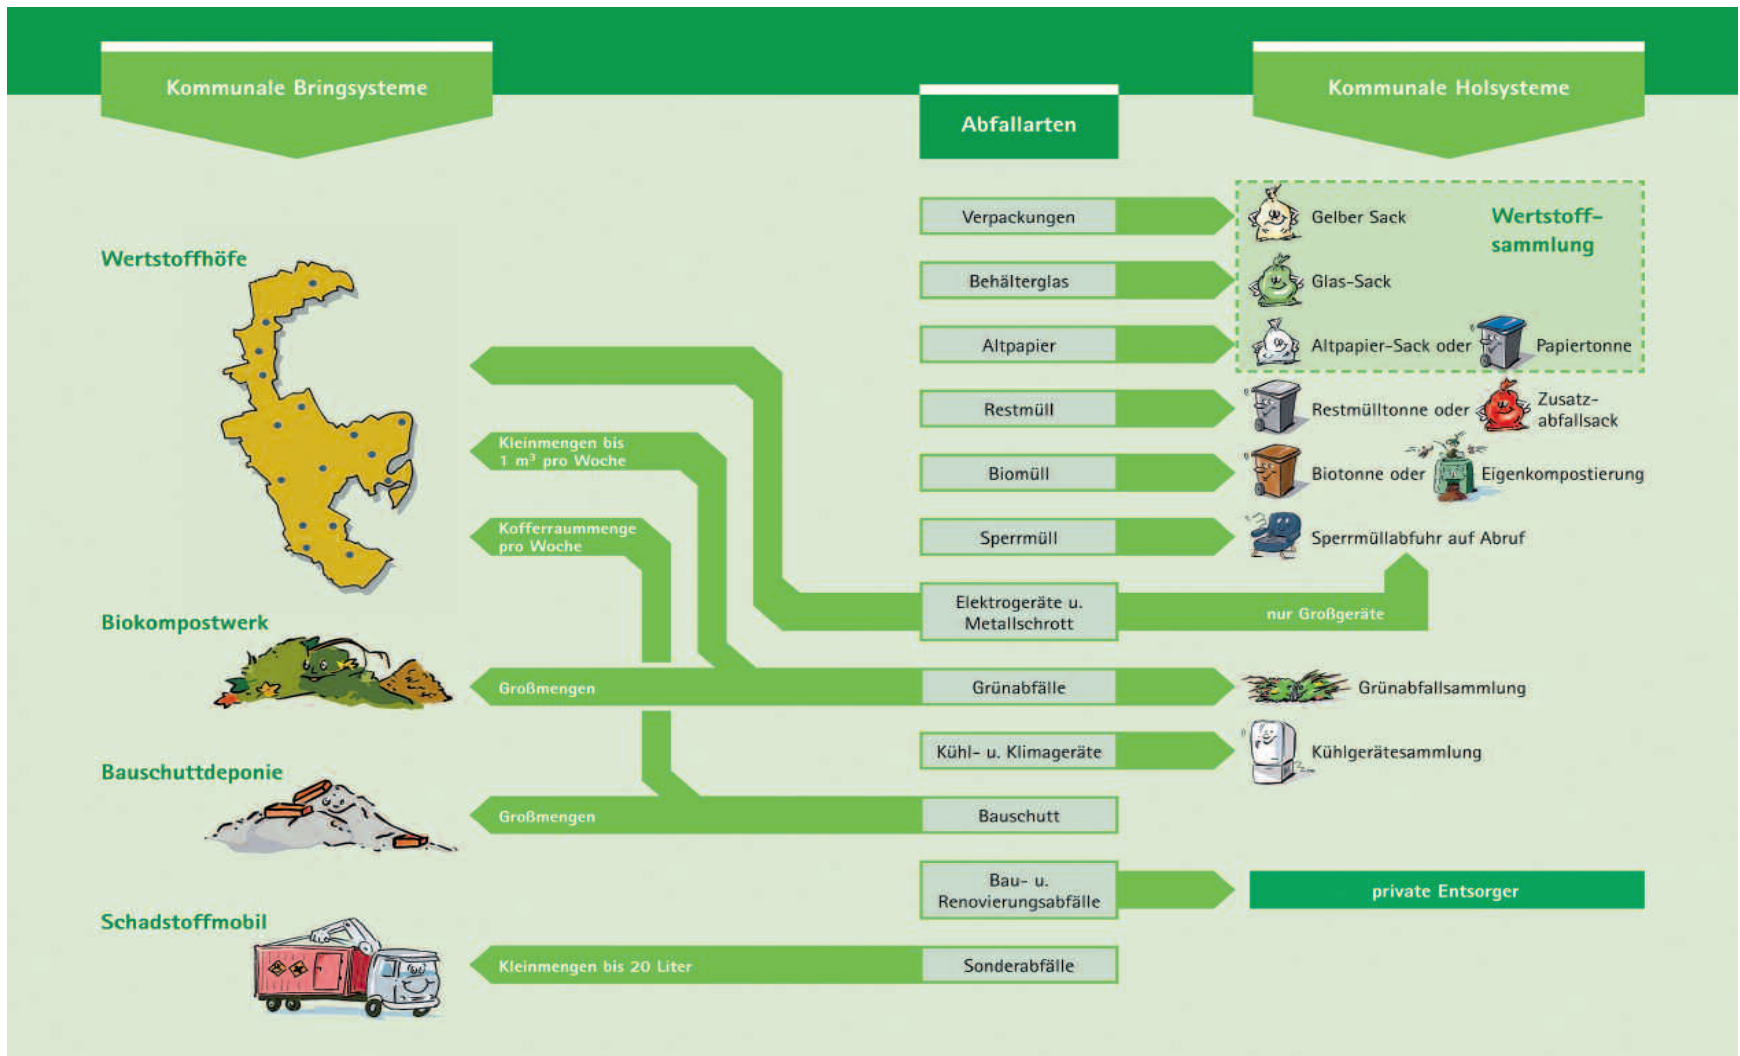 Kommunale Bringsysteme
Abfallarten
Kommunale Holsysteme
Wertstoffhöfe
Kleinmengen bis
1 m³ pro Woche
Kofferraummenge
pro Woche
Biokompostwerk
Großmengen
Bauschuttdeponie
Großmengen
Schadstoffmobil
Kleinmengen bis 20 Liter
Verpackungen
Behälterglas
Altpapier
Restmüll
Biomüll
Sperrmüll
Elektrogeräte u.
Metallschrott
Grünabfälle
Kühl- u. Klimageräte
Bauschutt
Bau- u.
Renovierungsabfälle
Sonderabfälle
Gelber Sack
Wertstoff-
sammlung
Glas-Sack
Altpapier-Sack oder
Papiertonne
Restmülltonne oder
Zusatz-
abfallsack
Biotonne oder
Eigenkompostierung
Sperrmüllabfuhr auf Abruf
nur Großgeräte
Grünabfallsammlung
Kühlgerätesammlung
private Entsorger